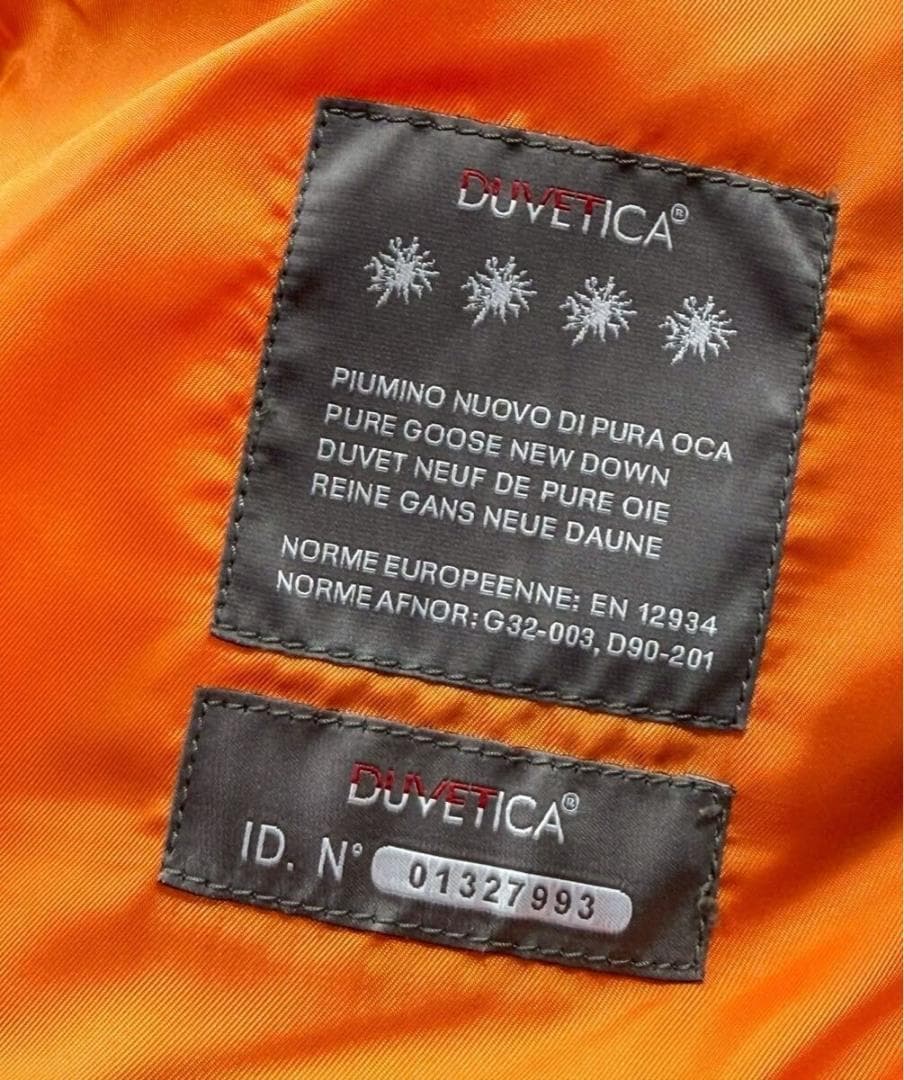 DUVETICA®
PIUMINO NUOVO DI PURA OCA
PURE GOOSE NEW DOWN
DUVET NEUF DE PURE OIE
REINE GANS NEUE DAUNE
NORME EUROPEENNE: EN 12934
NORME AFNOR: G32-003, D90-201
DUVETICA®
ID. N° 01327993